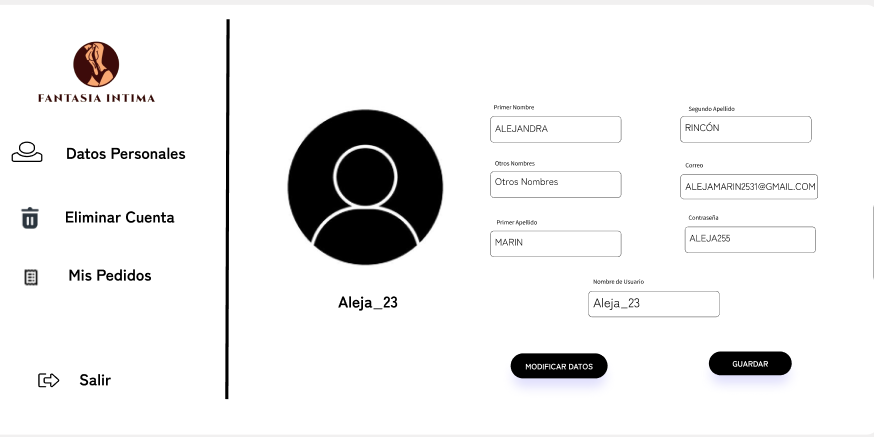 FANTASIA INTIMA
Datos Personales
Eliminar Cuenta
Mis Pedidos
Salir
Aleja_23
Primer Nombre
ALEJANDRA
Segundo Apellido
RINCÓN
Otros Nombres
Otros Nombres
Correo
ALEJAMARIN2531@GMAIL.COM
Primer Apellido
MARIN
Contraseña
ALEJA255
Nombre de Usuario
Aleja_23
MODIFICAR DATOS
GUARDAR